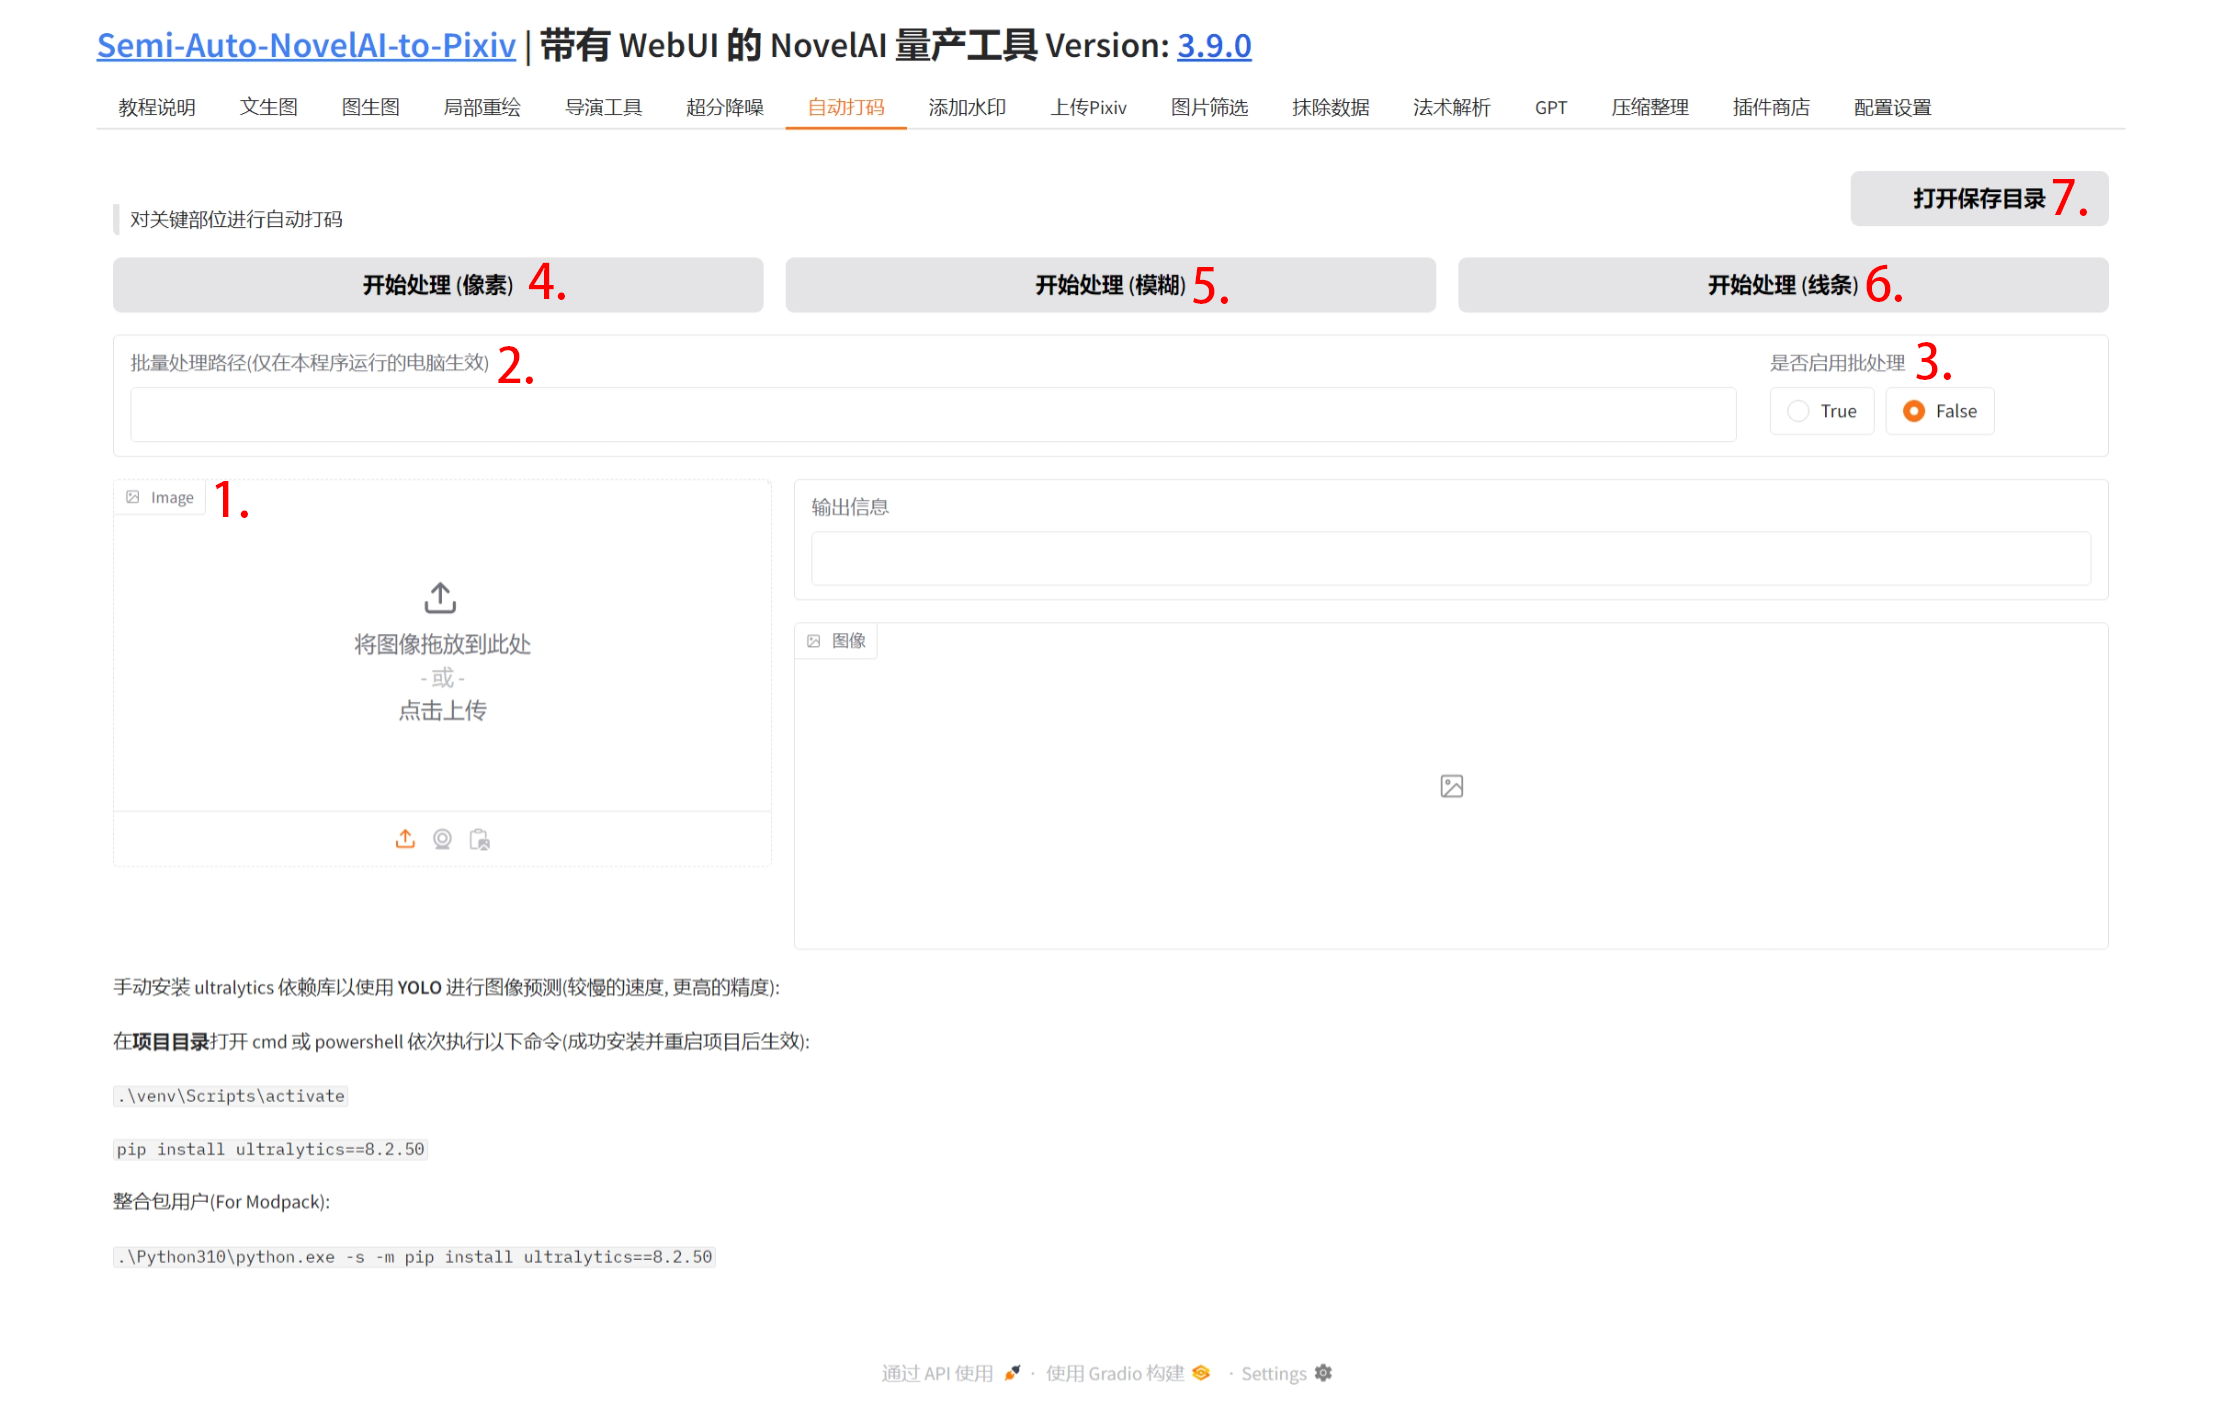 Semi-Auto-NovelAI-to-Pixiv | 带有 WebUI 的 NovelAI 量产工具 Version: 3.9.0
教程说明 文生图 图生图 局部重绘 导演工具 超分降噪 自动打码 添加水印 上传Pixiv 图片筛选 抹除数据 法术解析 GPT 压缩整理 插件商店 配置设置
打开保存目录 7.
对关键部位进行自动打码
开始处理 (像素) 4. 开始处理 (模糊) 5. 开始处理 (线条) 6.
批量处理路径(仅在本程序运行的电脑生效) 2. 是否启用批处理 3.
True False
Image 1.
输出信息
图像
将图像拖放到此处
- 或 -
点击上传
手动安装 ultralytics 依赖库以使用 YOLO 进行图像预测(较慢的速度, 更高的精度):
在项目目录打开 cmd 或 powershell 依次执行以下命令(成功安装并重启项目后生效):
.\venv\Scripts\activate
pip install ultralytics==8.2.50
整合包用户(For Modpack):
.\Python310\python.exe -s -m pip install ultralytics==8.2.50
通过 API 使用 · 使用 Gradio 构建 · Settings